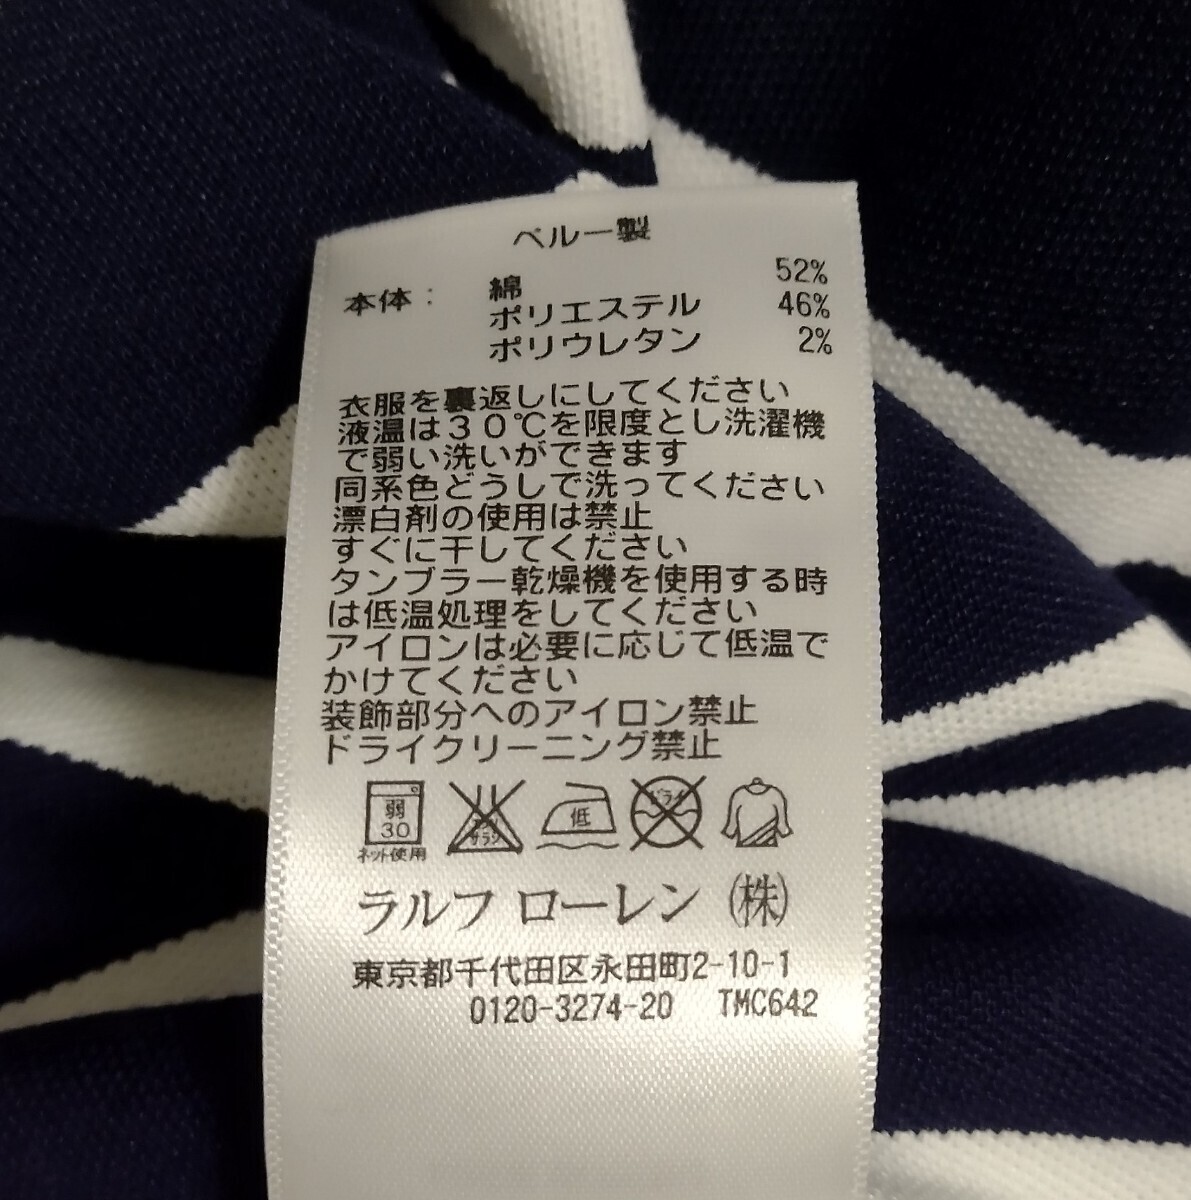 ペルー製
本体: 綿 52%
ポリエステル 46%
ポリウレタン 2%
衣服を裏返しにしてください
液温は30℃を限度とし洗濯機
で弱い洗いができます
同系色どうしで洗ってください
漂白剤の使用は禁止
すぐに干してください
タンブラー乾燥機を使用する時
は低温処理をしてください
アイロンは必要に応じて低温で
かけてください
装飾部分へのアイロン禁止
ドライクリーニング禁止
弱 エンソ サラシ 低 ドライ
30
ネット使用
ラルフ ローレン (株)
東京都千代田区永田町2-10-1
0120-3274-20 TMC642